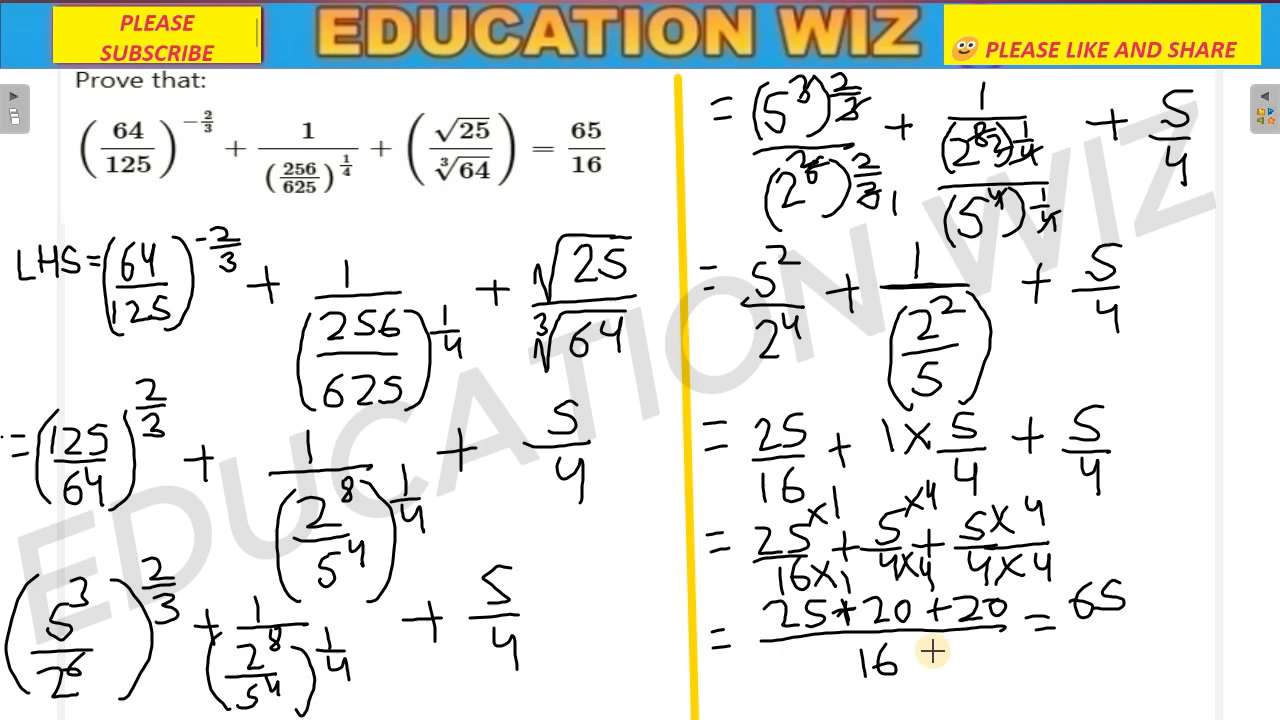 PLEASE
SUBSCRIBE
EDUCATION WIZ
PLEASE LIKE AND SHARE
Prove that:
(64/125)^(-2/3) + 1/(256/625)^(1/4) + (√25/∛64) = 65/16
LHS = (64/125)^(-2/3) + 1/(256/625)^(1/4) + √25/∛64
= (125/64)^(2/3) + 1/(2^8/5^4)^(1/4) + 5/4
(5^3/2^6)^(2/3) + 1/(2^8/5^4)^(1/4) + 5/4
= (5^3)^(2/3)/(2^6)^(2/3) + 1/((2^8)^(1/4)/(5^4)^(1/4)) + 5/4
= 5^2/2^4 + 1/(2^2/5) + 5/4
= 25/16 + 1 × 5/4 + 5/4
= 25×1/16×1 + 5×4/4×4 + 5×4/4×4
= 25+20+20/16 = 65
EDUCATION WIZ